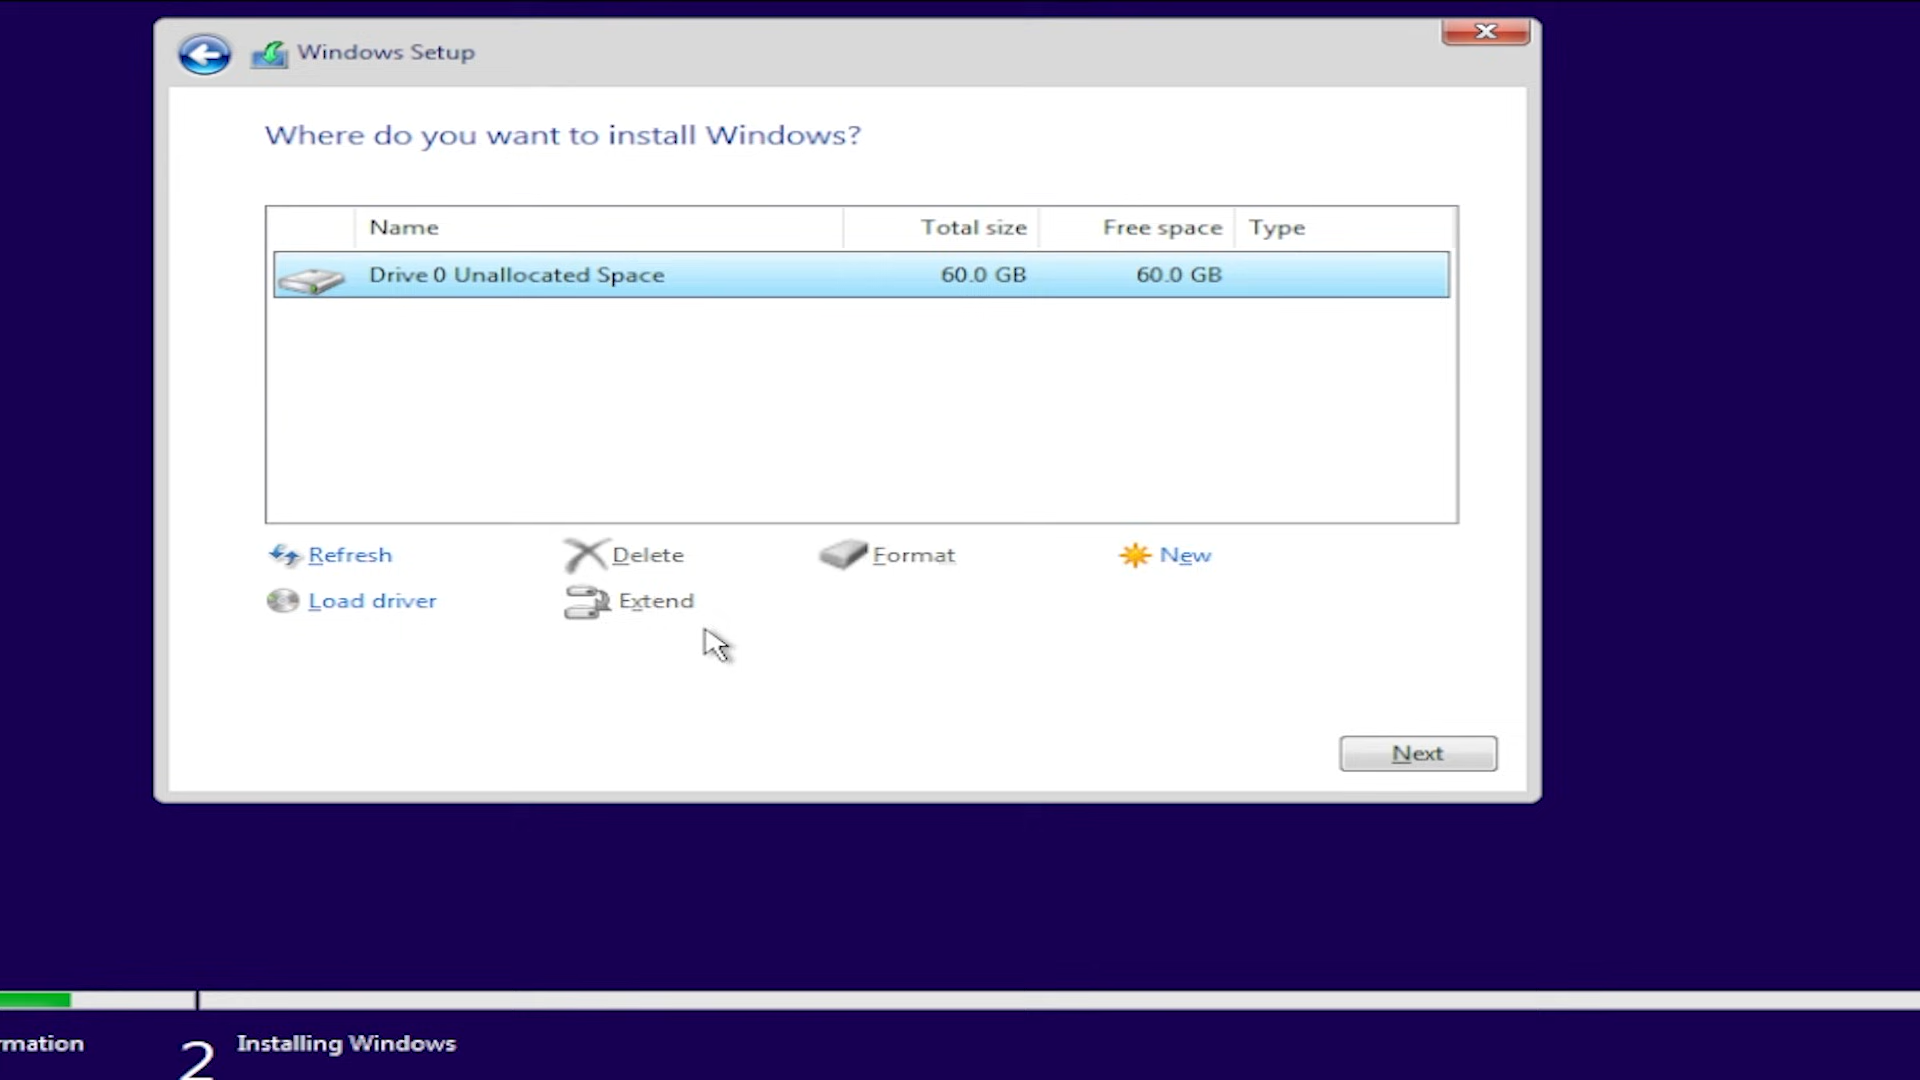 Windows Setup
Where do you want to install Windows?
Name Total size Free space Type
Drive 0 Unallocated Space 60.0 GB 60.0 GB
Refresh Delete Format New
Load driver Extend
Next
rmation 2 Installing Windows